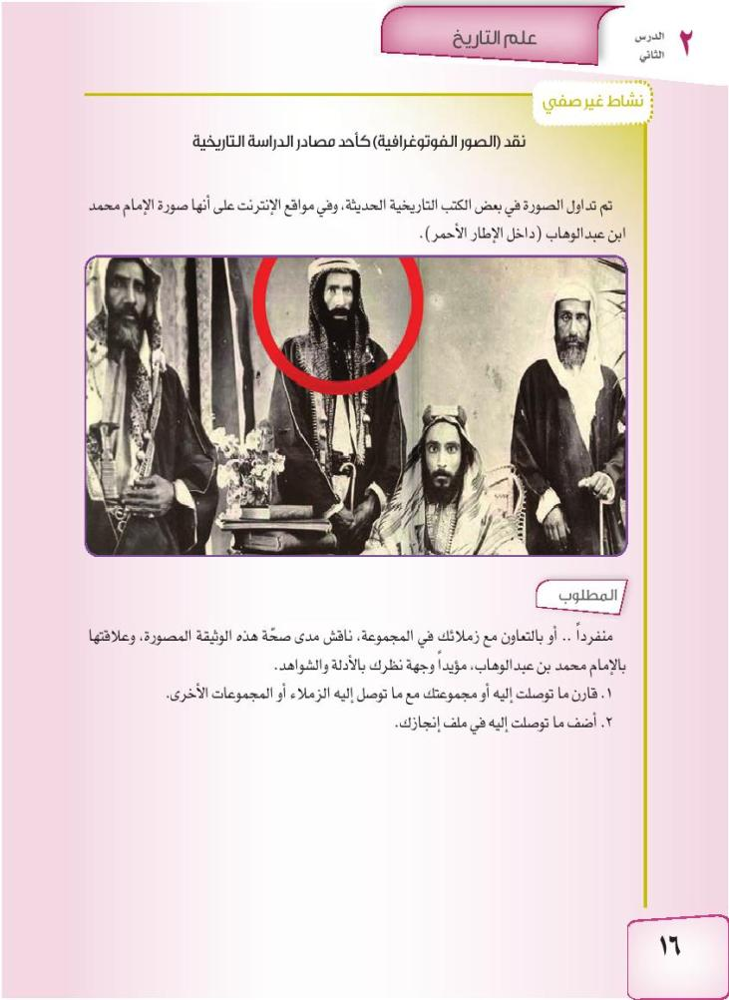 ٢
الدرس
الثاني
علم التاريخ
نشاط غير صفي
نقد (الصور الفوتوغرافية) كأحد مصادر الدراسة التاريخية
تم تداول الصورة في بعض الكتب التاريخية الحديثة، وفي مواقع الإنترنت على أنها صورة الإمام محمد
ابن عبدالوهاب (داخل الإطار الأحمر).
المطلوب
منفرداً .. أو بالتعاون مع زملائك في المجموعة، ناقش مدى صحّة هذه الوثيقة المصورة، وعلاقتها
بالإمام محمد بن عبدالوهاب، مؤيداً وجهة نظرك بالأدلة والشواهد.
١. قارن ما توصلت إليه أو مجموعتك مع ما توصل إليه الزملاء أو المجموعات الأخرى.
٢. أضف ما توصلت إليه في ملف إنجازك.
١٦